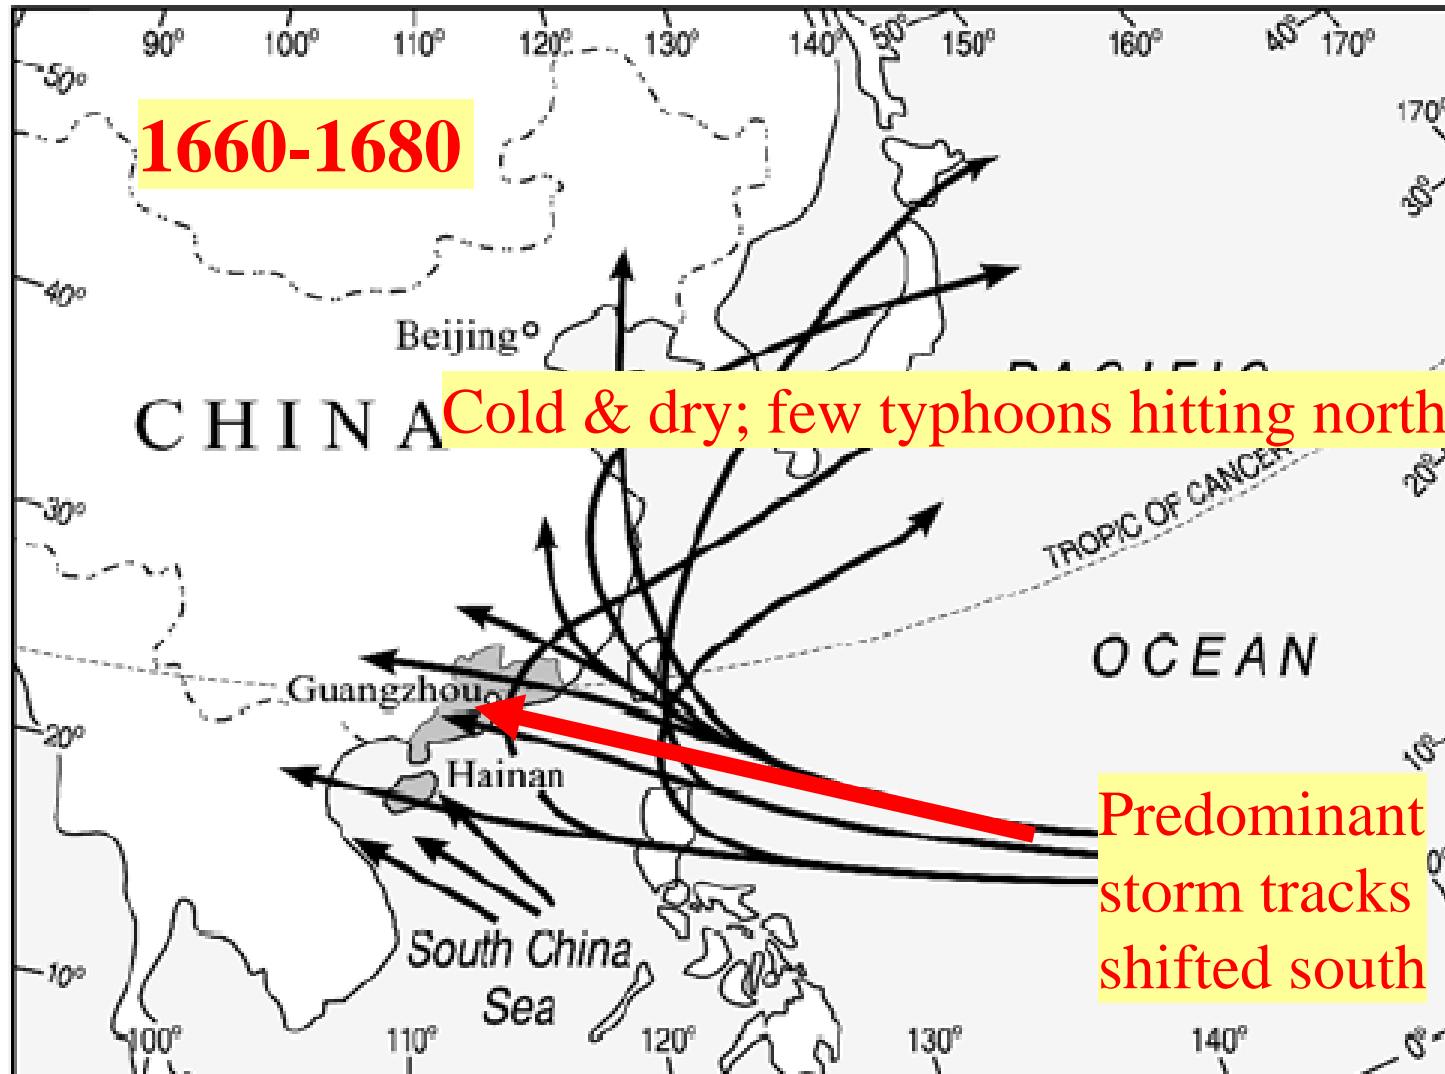 90° 100° 110° 120° 130° 140° 50° 150° 160° 40° 170°
50°
170°
1660-1680
30°
40°
Beijing
PACIFIC
CHINA
Cold & dry; few typhoons hitting north
20°
TROPIC OF CANCER
30°
OCEAN
Guangzhou
20°
10°
Hainan
Predominant
storm tracks
shifted south
0°
South China
Sea
10°
100° 110° 120° 130° 140° 0°